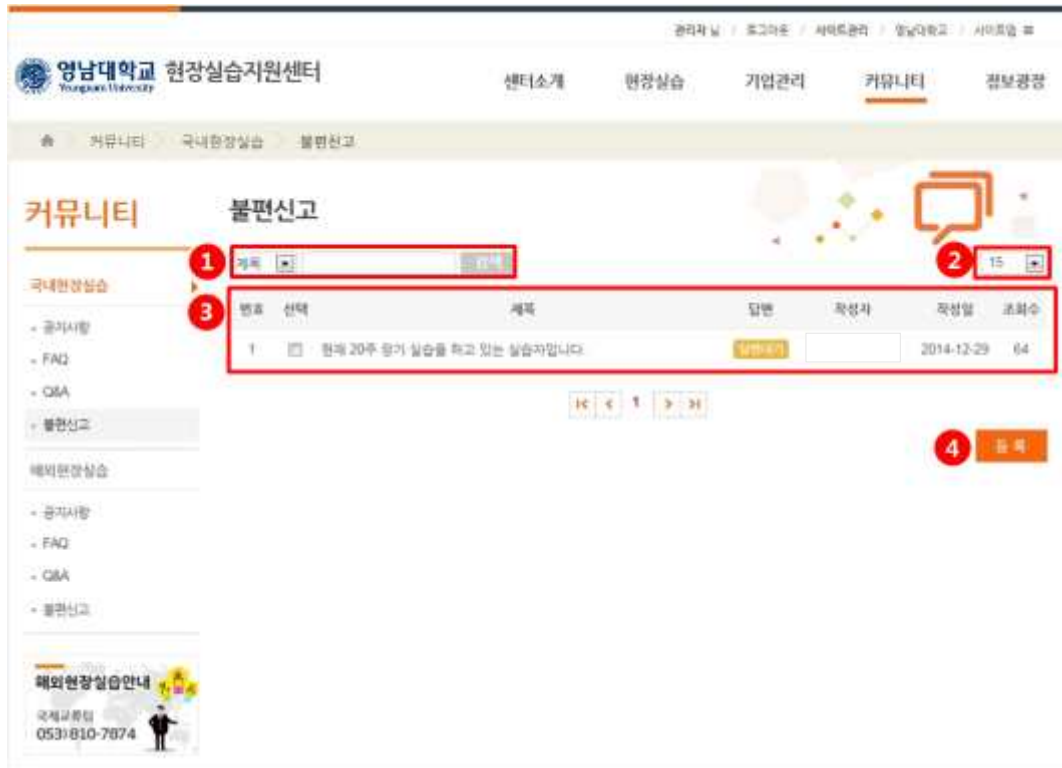 관리자 님 / 로그아웃 / 사이트관리 / 영남대학교 / 사이트맵
영남대학교 현장실습지원센터
Yeungnam University
센터소개 현장실습 기업관리 커뮤니티 정보광장
커뮤니티 국내현장실습 불편신고
커뮤니티
불편신고
1 제목 검색
2 15
국내현장실습
- 공지사항
- FAQ
- Q&A
- 불편신고
해외현장실습
- 공지사항
- FAQ
- Q&A
- 불편신고
3 번호 선택 제목 답변 작성자 작성일 조회수
1 현재 20주 장기 실습을 하고 있는 실습자입니다. 답변대기 2014-12-29 64
1
4 등록
해외현장실습안내
국제교류팀
053) 810-7874